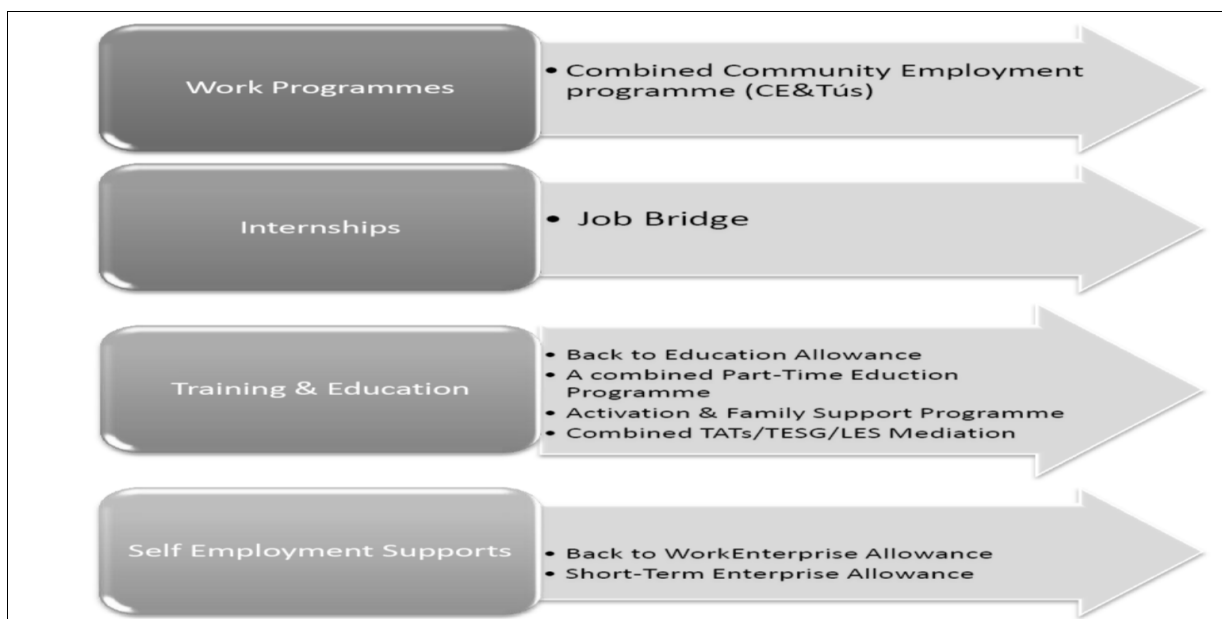 Work Programmes
• Combined Community Employment
programme (CE&Tús)
Internships
• Job Bridge
Training & Education
• Back to Education Allowance
• A combined Part-Time Eduction
Programme
• Activation & Family Support Programme
• Combined TATs/TESG/LES Mediation
Self Employment Supports
• Back to WorkEnterprise Allowance
• Short-Term Enterprise Allowance